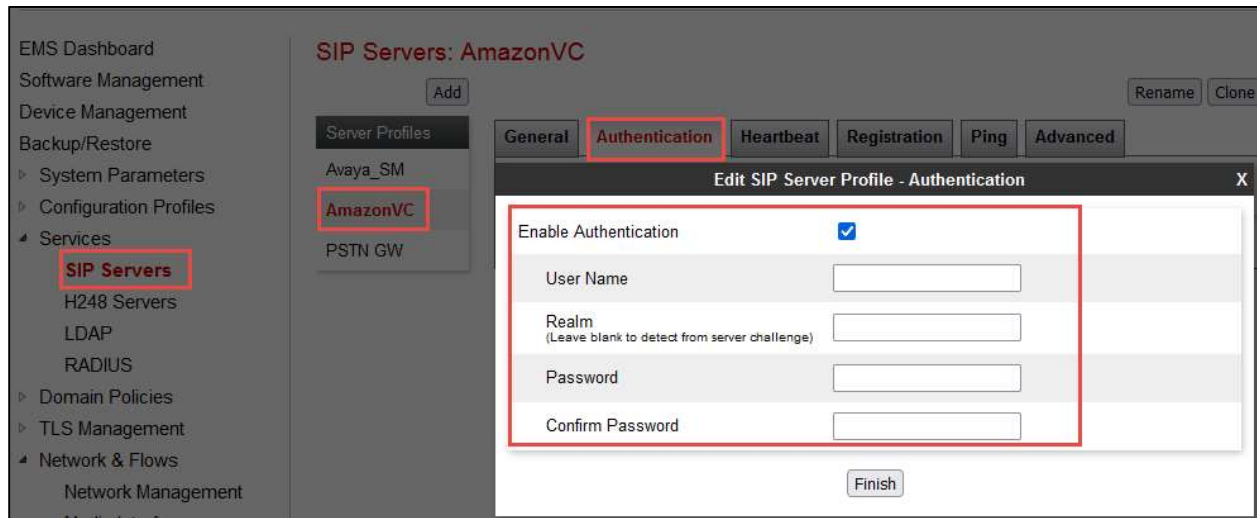 EMS Dashboard
Software Management
Device Management
Backup/Restore
System Parameters
Configuration Profiles
Services
SIP Servers
H248 Servers
LDAP
RADIUS
Domain Policies
TLS Management
Network & Flows
Network Management
SIP Servers: AmazonVC
Add
Rename
Clone
Server Profiles
Avaya_SM
AmazonVC
PSTN GW
General
Authentication
Heartbeat
Registration
Ping
Advanced
Edit SIP Server Profile - Authentication
X
Enable Authentication
User Name
Realm
(Leave blank to detect from server challenge)
Password
Confirm Password
Finish